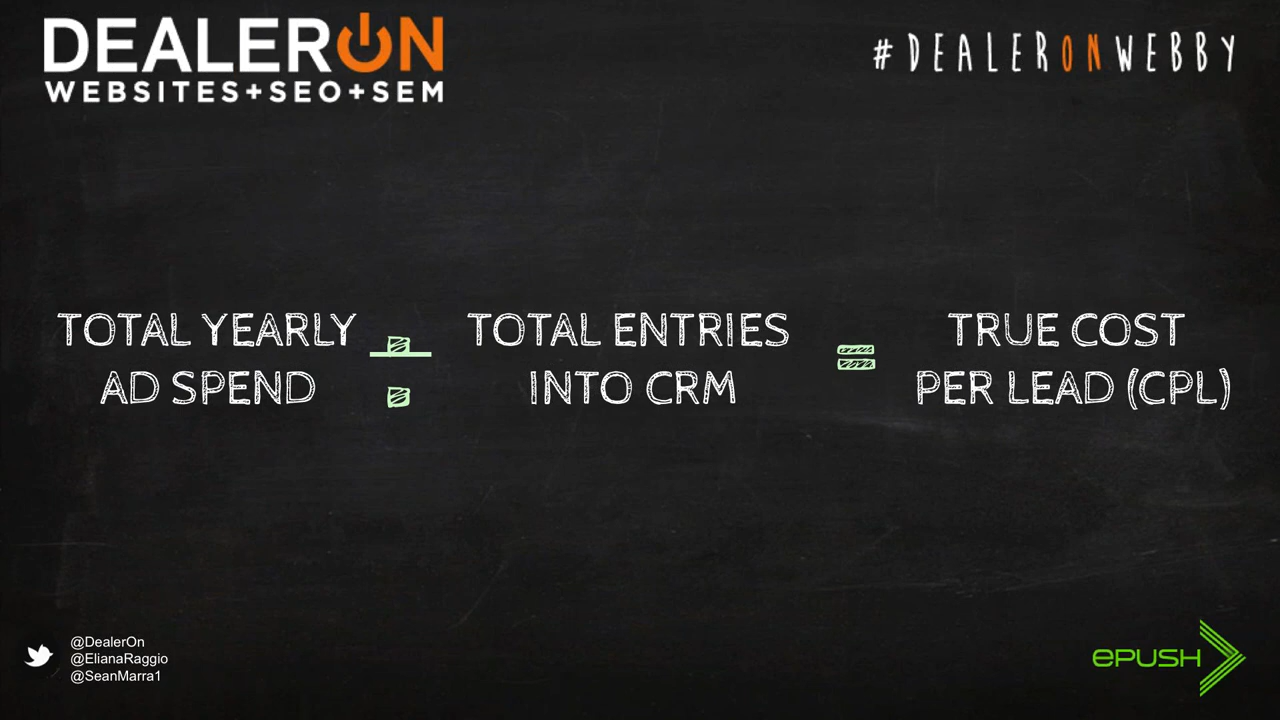 DEALERON
WEBSITES+SEO+SEM
#DEALERONWEBBY
TOTAL YEARLY
AD SPEND
÷
TOTAL ENTRIES
INTO CRM
=
TRUE COST
PER LEAD (CPL)
@DealerOn
@ElianaRaggio
@SeanMarra1
ePUSH